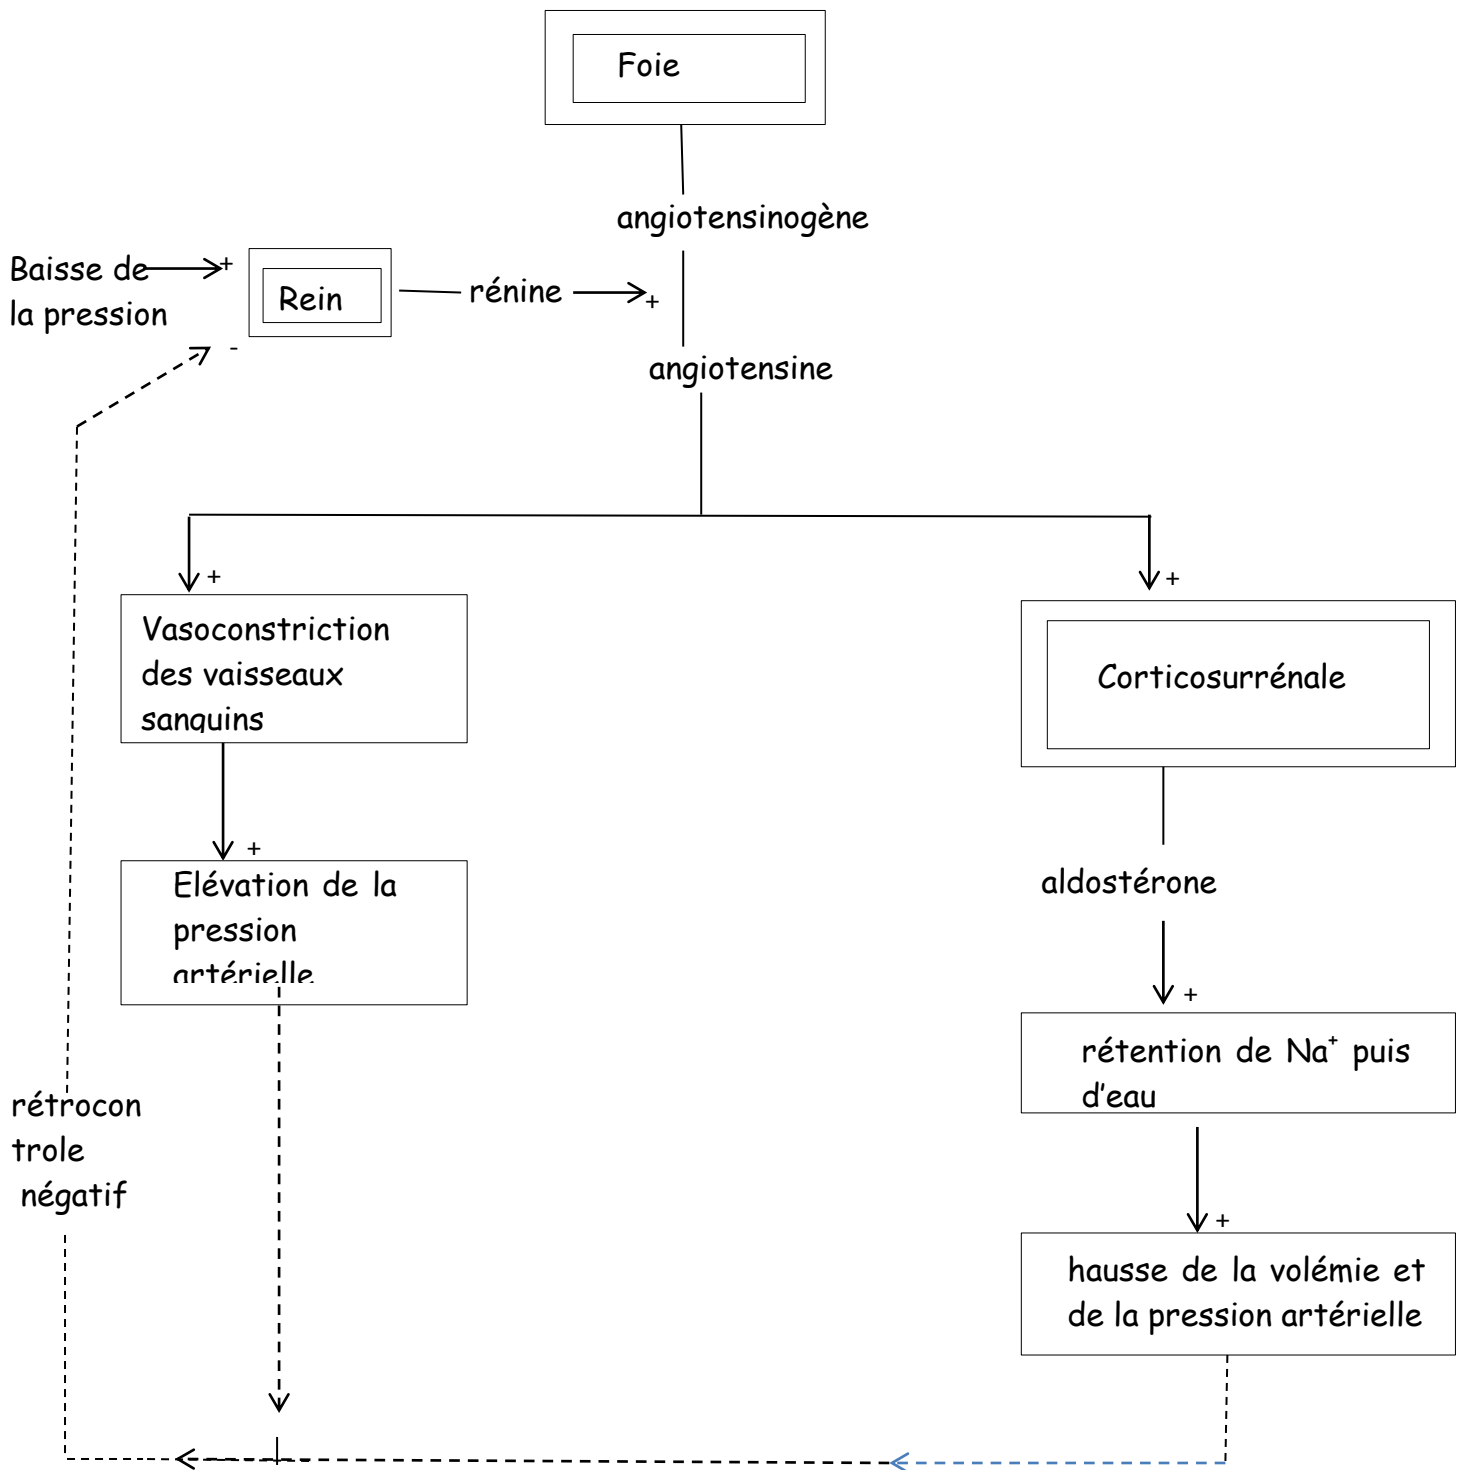 Foie
angiotensinogène
Baisse de
la pression
+
Rein
rénine
+
-
angiotensine
+
+
Vasoconstriction
des vaisseaux
sanguins
Corticosurrénale
+
Elévation de la
pression
artérielle
aldostérone
+
rétention de Na⁺ puis
d’eau
rétrocon
trole
négatif
+
hausse de la volémie et
de la pression artérielle